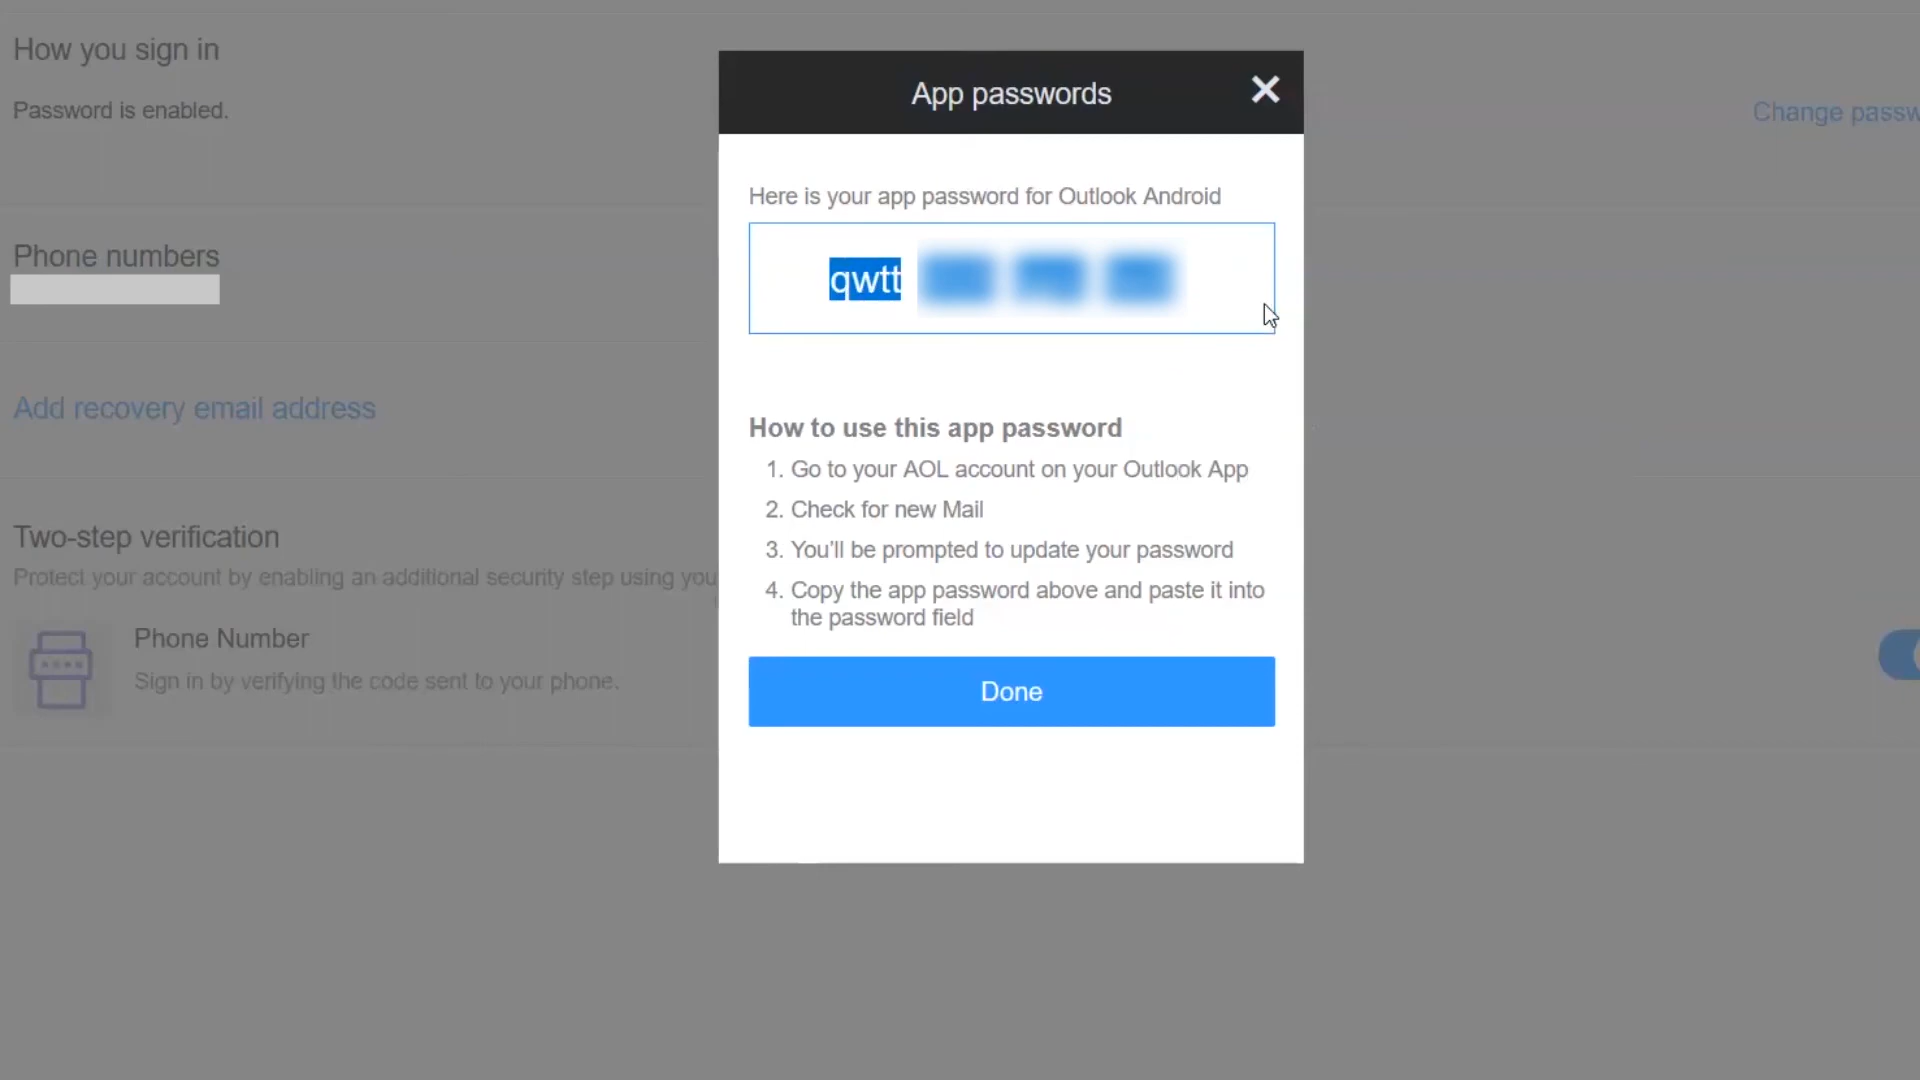 How you sign in
Password is enabled.
Change passw
Phone numbers
Add recovery email address
Two-step verification
Protect your account by enabling an additional security step using you
Phone Number
Sign in by verifying the code sent to your phone.
App passwords
Here is your app password for Outlook Android
qwtt
How to use this app password
1. Go to your AOL account on your Outlook App
2. Check for new Mail
3. You’ll be prompted to update your password
4. Copy the app password above and paste it into
the password field
Done